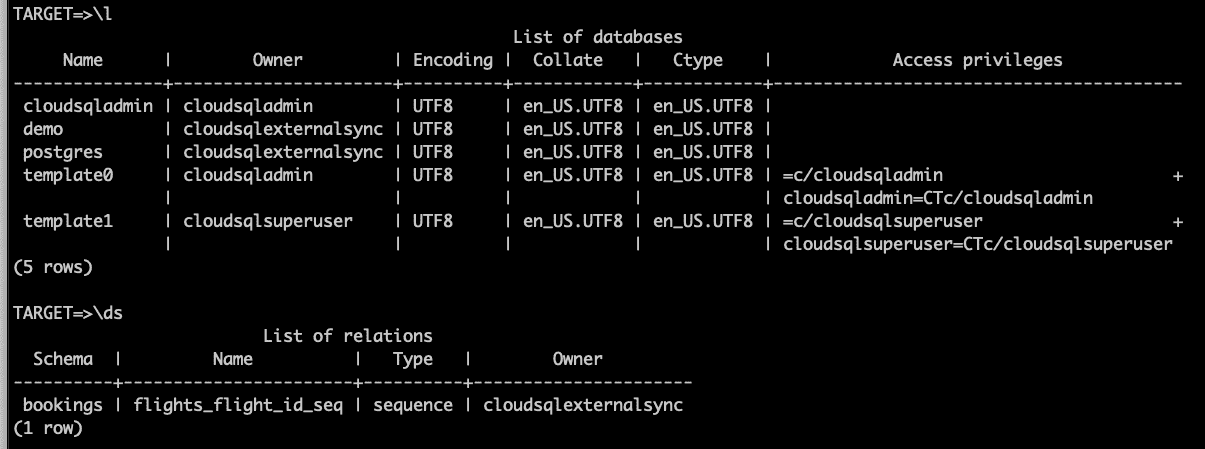 TARGET=>\l
                                                  List of databases
     Name      |       Owner          | Encoding |  Collate   |   Ctype    |            Access privileges
---------------+----------------------+----------+------------+------------+-----------------------------------------
 cloudsqladmin | cloudsqladmin        | UTF8     | en_US.UTF8 | en_US.UTF8 |
 demo          | cloudsqlexternalsync | UTF8     | en_US.UTF8 | en_US.UTF8 |
 postgres      | cloudsqlexternalsync | UTF8     | en_US.UTF8 | en_US.UTF8 |
 template0     | cloudsqladmin        | UTF8     | en_US.UTF8 | en_US.UTF8 | =c/cloudsqladmin                       +
               |                      |          |            |            | cloudsqladmin=CTc/cloudsqladmin
 template1     | cloudsqlsuperuser    | UTF8     | en_US.UTF8 | en_US.UTF8 | =c/cloudsqlsuperuser                   +
               |                      |          |            |            | cloudsqlsuperuser=CTc/cloudsqlsuperuser
(5 rows)

TARGET=>\ds
                         List of relations
  Schema  |         Name          |   Type   |        Owner
----------+-----------------------+----------+----------------------
 bookings | flights_flight_id_seq | sequence | cloudsqlexternalsync
(1 row)